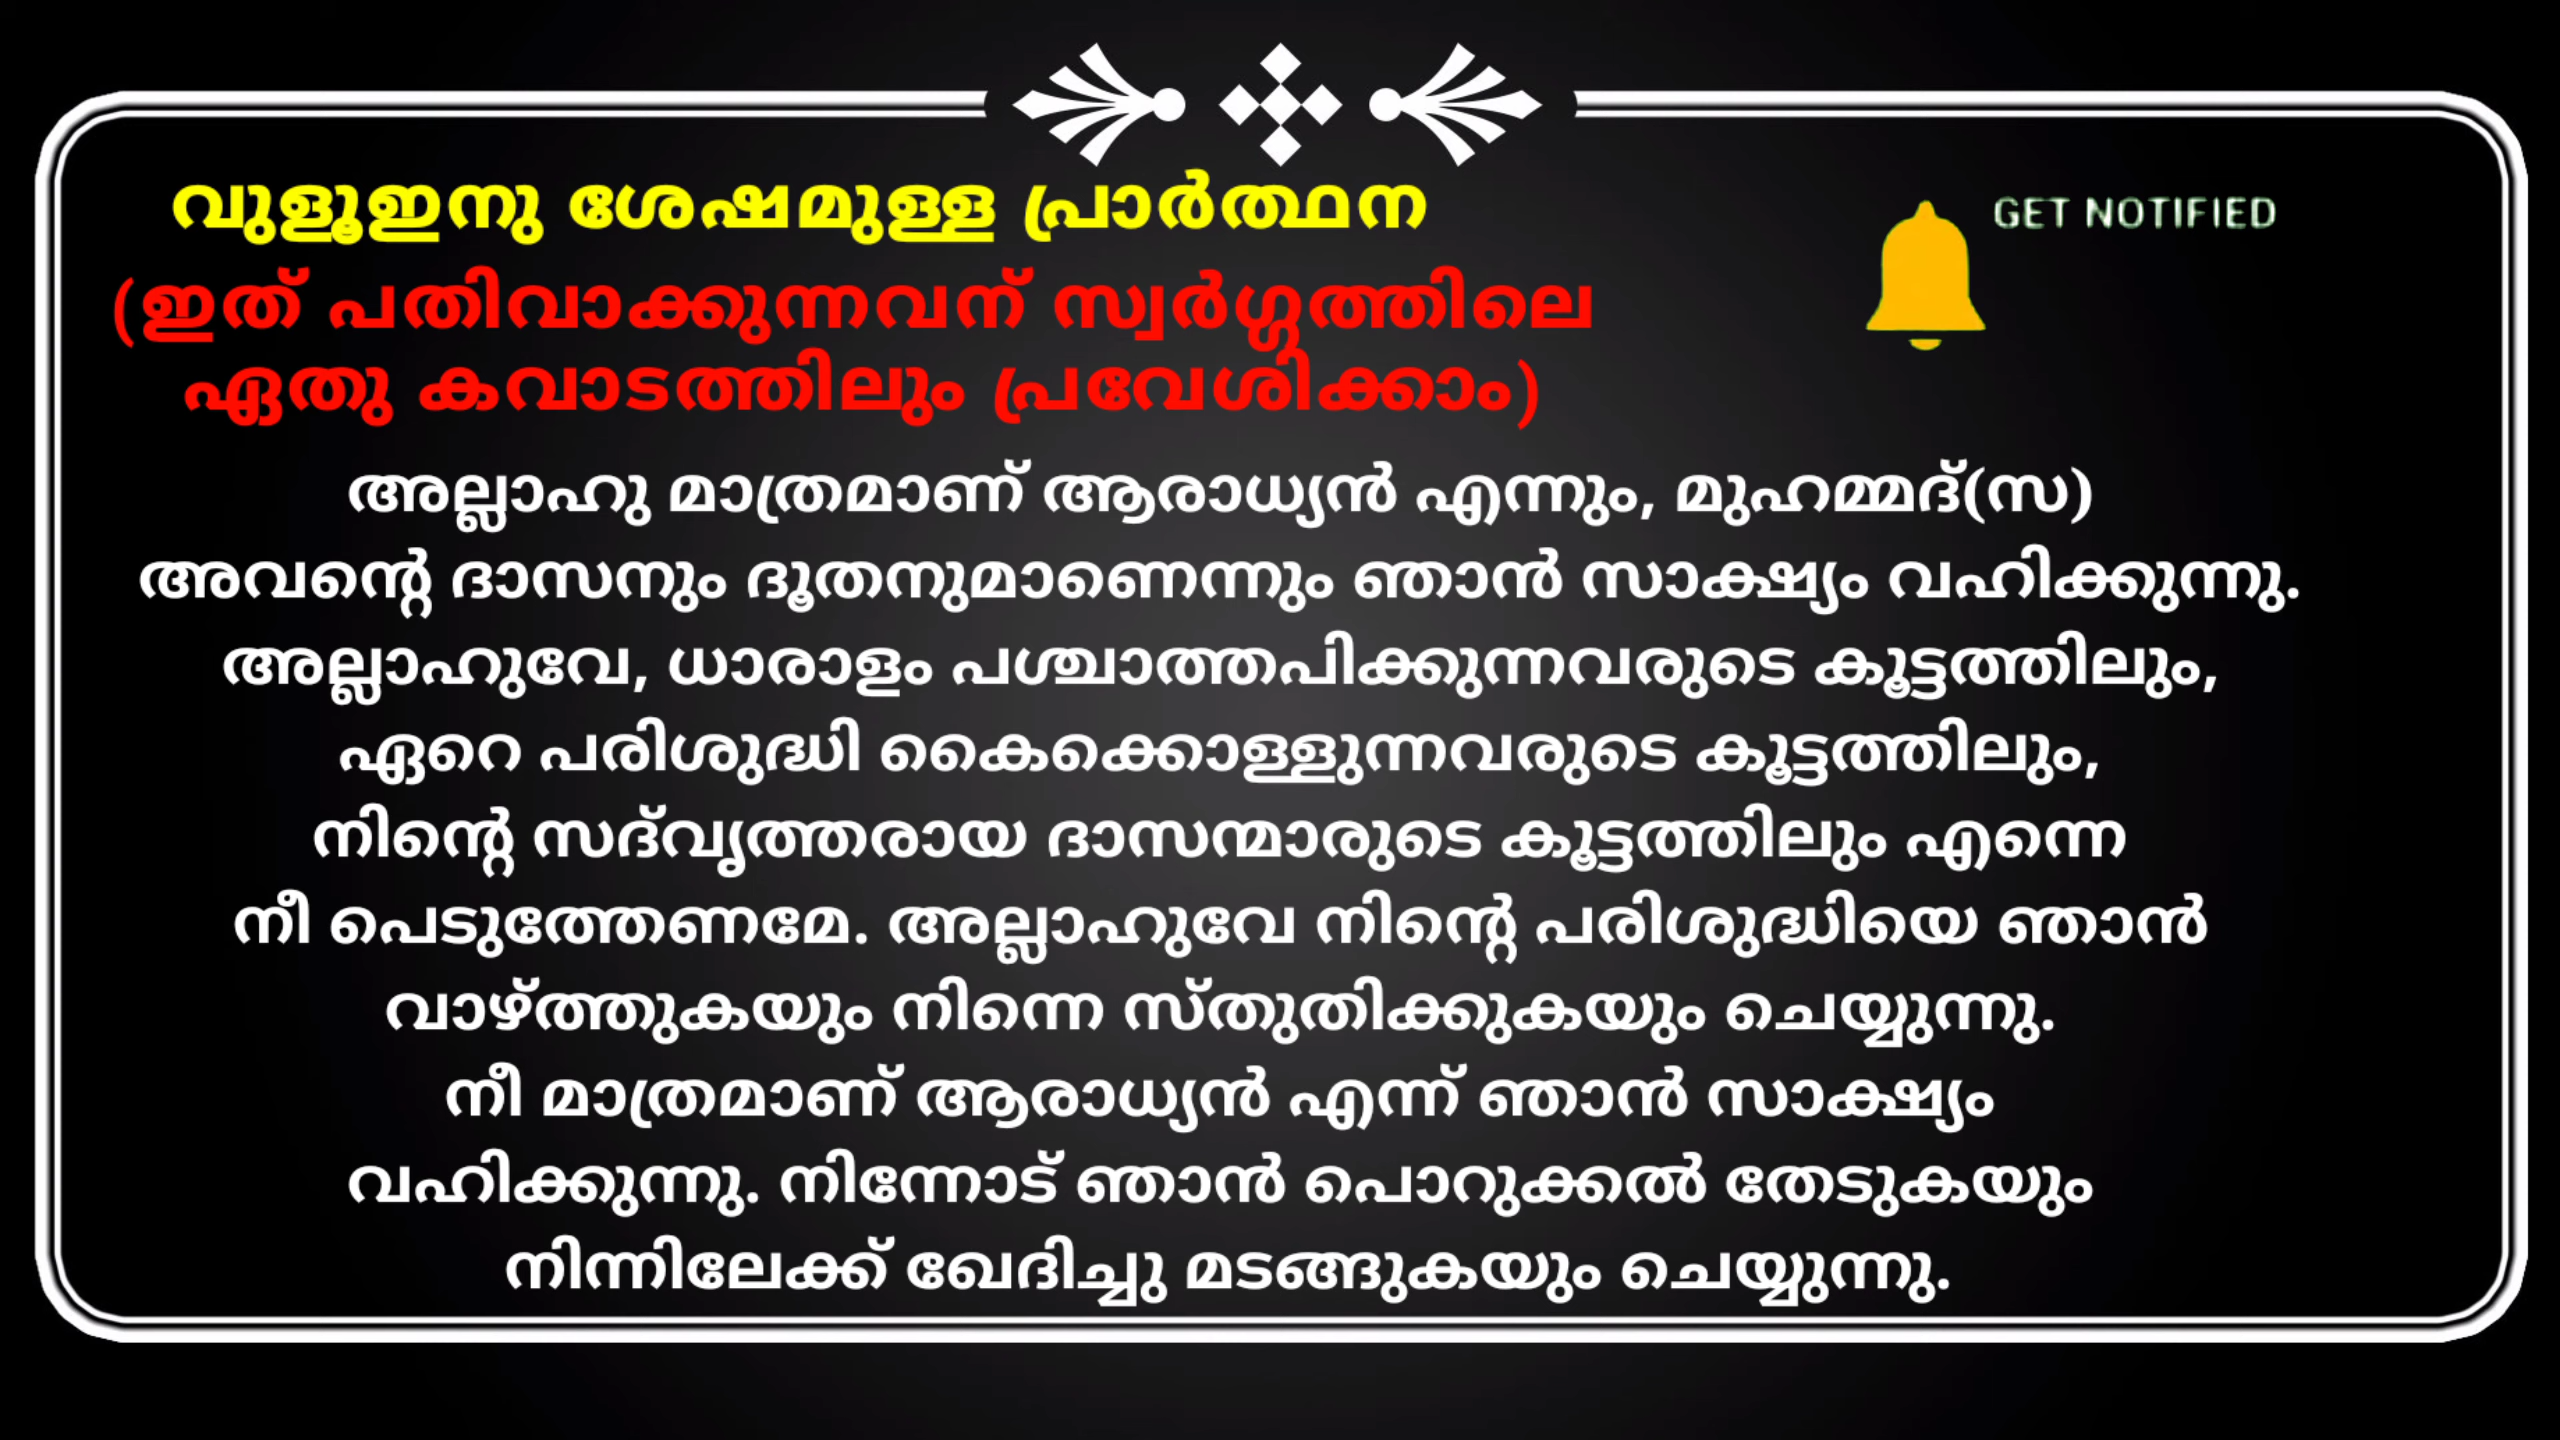 വുളൂഇനു ശേഷമുള്ള പ്രാർത്ഥന
GET NOTIFIED
(ഇത് പതിവാക്കുന്നവന് സ്വർഗ്ഗത്തിലെ
ഏതു കവാടത്തിലും പ്രവേശിക്കാം)
അല്ലാഹു മാത്രമാണ് ആരാധ്യൻ എന്നും, മുഹമ്മദ്(സ)
അവന്റെ ദാസനും ദൂതനുമാണെന്നും ഞാൻ സാക്ഷ്യം വഹിക്കുന്നു.
അല്ലാഹുവേ, ധാരാളം പശ്ചാത്തപിക്കുന്നവരുടെ കൂട്ടത്തിലും,
ഏറെ പരിശുദ്ധി കൈക്കൊള്ളുന്നവരുടെ കൂട്ടത്തിലും,
നിന്റെ സദ്‌വൃത്തരായ ദാസന്മാരുടെ കൂട്ടത്തിലും എന്നെ
നീ പെടുത്തേണമേ. അല്ലാഹുവേ നിന്റെ പരിശുദ്ധിയെ ഞാൻ
വാഴ്ത്തുകയും നിന്നെ സ്തുതിക്കുകയും ചെയ്യുന്നു.
നീ മാത്രമാണ് ആരാധ്യൻ എന്ന് ഞാൻ സാക്ഷ്യം
വഹിക്കുന്നു. നിന്നോട് ഞാൻ പൊറുക്കൽ തേടുകയും
നിന്നിലേക്ക് ഖേദിച്ചു മടങ്ങുകയും ചെയ്യുന്നു.